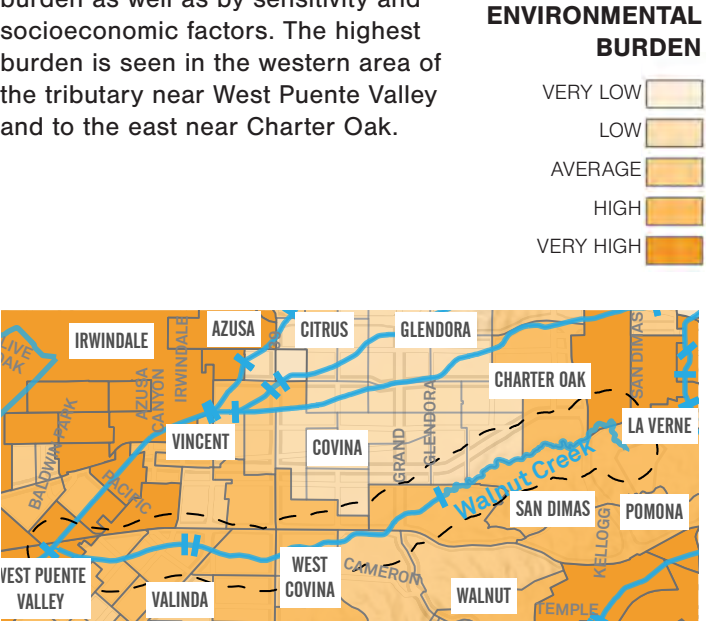 burden as well as by sensitivity and
socioeconomic factors. The highest
burden is seen in the western area of
the tributary near West Puente Valley
and to the east near Charter Oak.
ENVIRONMENTAL
BURDEN
VERY LOW
LOW
AVERAGE
HIGH
VERY HIGH
IRWINDALE
AZUSA
CITRUS
GLENDORA
LIVE
OAK
IRWINDALE
AZUSA
CANYON
SAN DIMAS
CHARTER OAK
BALDWIN PARK
VINCENT
COVINA
GRAND
GLENDORA
LA VERNE
PACIFIC
Walnut Creek
SAN DIMAS
POMONA
KELLOGG
WEST PUENTE
VALLEY
VALINDA
WEST
COVINA
CAMERON
WALNUT
TEMPLE